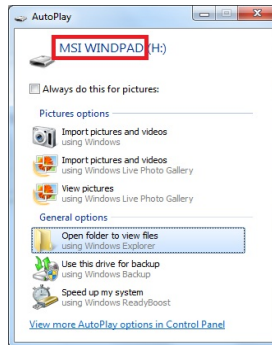 AutoPlay
MSI WINDPAD (H:)
Always do this for pictures:
Pictures options
Import pictures and videos
using Windows
Import pictures and videos
using Windows Live Photo Gallery
View pictures
using Windows Live Photo Gallery
General options
Open folder to view files
using Windows Explorer
Use this drive for backup
using Windows Backup
Speed up my system
using Windows ReadyBoost
View more AutoPlay options in Control Panel